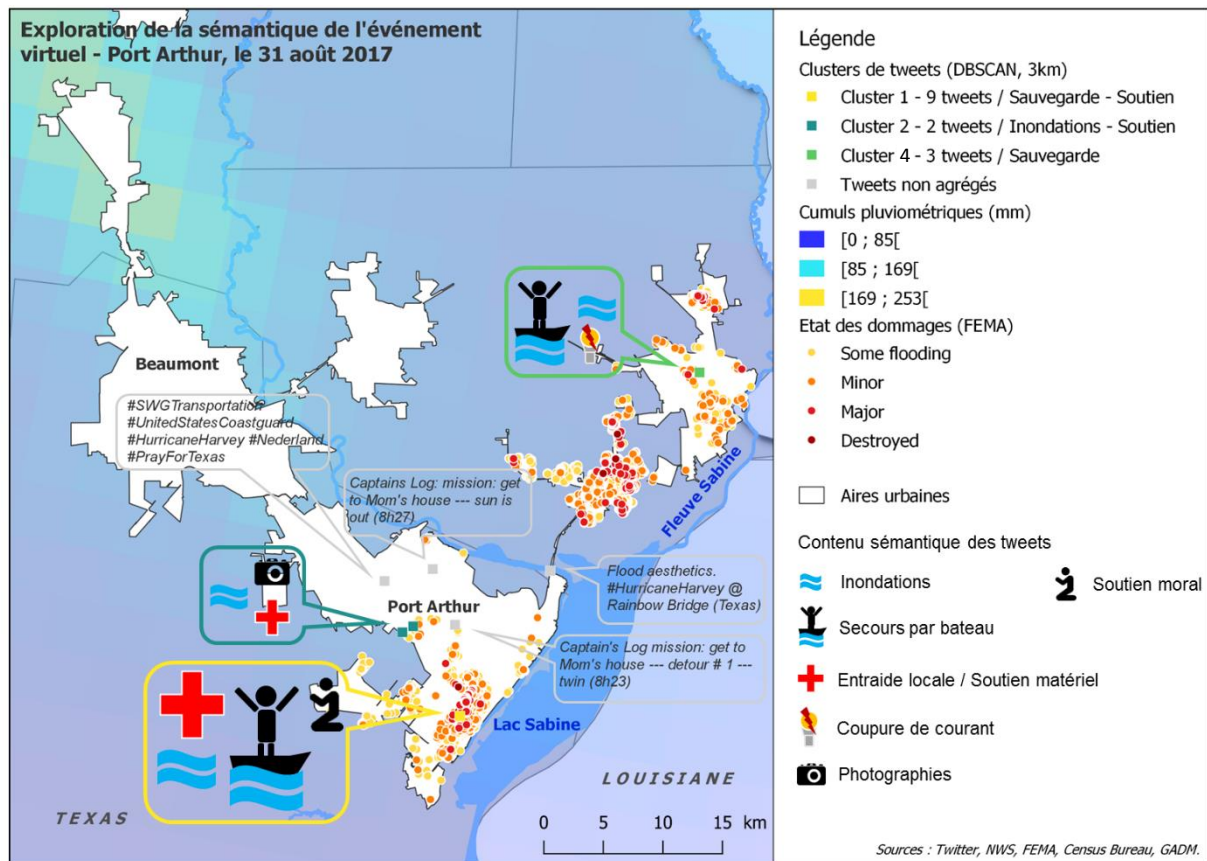 Exploration de la sémantique de l'événement
virtuel - Port Arthur, le 31 août 2017
Beaumont
#SWGTransportation
#UnitedStatesCoastguard
#HurricaneHarvey #Nederland
#PrayForTexas
Captains Log: mission: get
to Mom's house --- sun is
out (8h27)
Fleuve Sabine
Flood aesthetics.
#HurricaneHarvey @
Rainbow Bridge (Texas)
Port Arthur
Captain's Log mission: get to
Mom's house --- detour # 1 ---
twin (8h23)
Lac Sabine
LOUISIANE
TEXAS
0 5 10 15 km
Légende
Clusters de tweets (DBSCAN, 3km)
Cluster 1 - 9 tweets / Sauvegarde - Soutien
Cluster 2 - 2 tweets / Inondations - Soutien
Cluster 4 - 3 tweets / Sauvegarde
Tweets non agrégés
Cumuls pluviométriques (mm)
[0 ; 85[
[85 ; 169[
[169 ; 253[
Etat des dommages (FEMA)
Some flooding
Minor
Major
Destroyed
Aires urbaines
Contenu sémantique des tweets
Inondations
Soutien moral
Secours par bateau
Entraide locale / Soutien matériel
Coupure de courant
Photographies
Sources : Twitter, NWS, FEMA, Census Bureau, GADM.